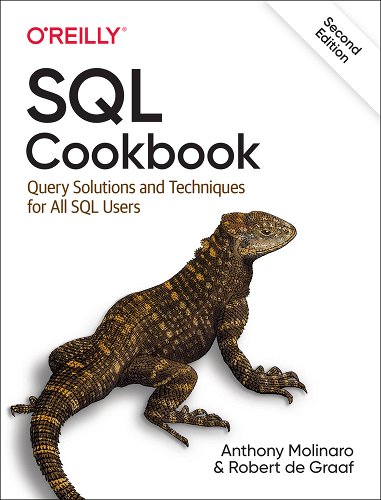 O'REILLY®
Second
Edition
SQL
Cookbook
Query Solutions and Techniques
for All SQL Users
Anthony Molinaro
& Robert de Graaf